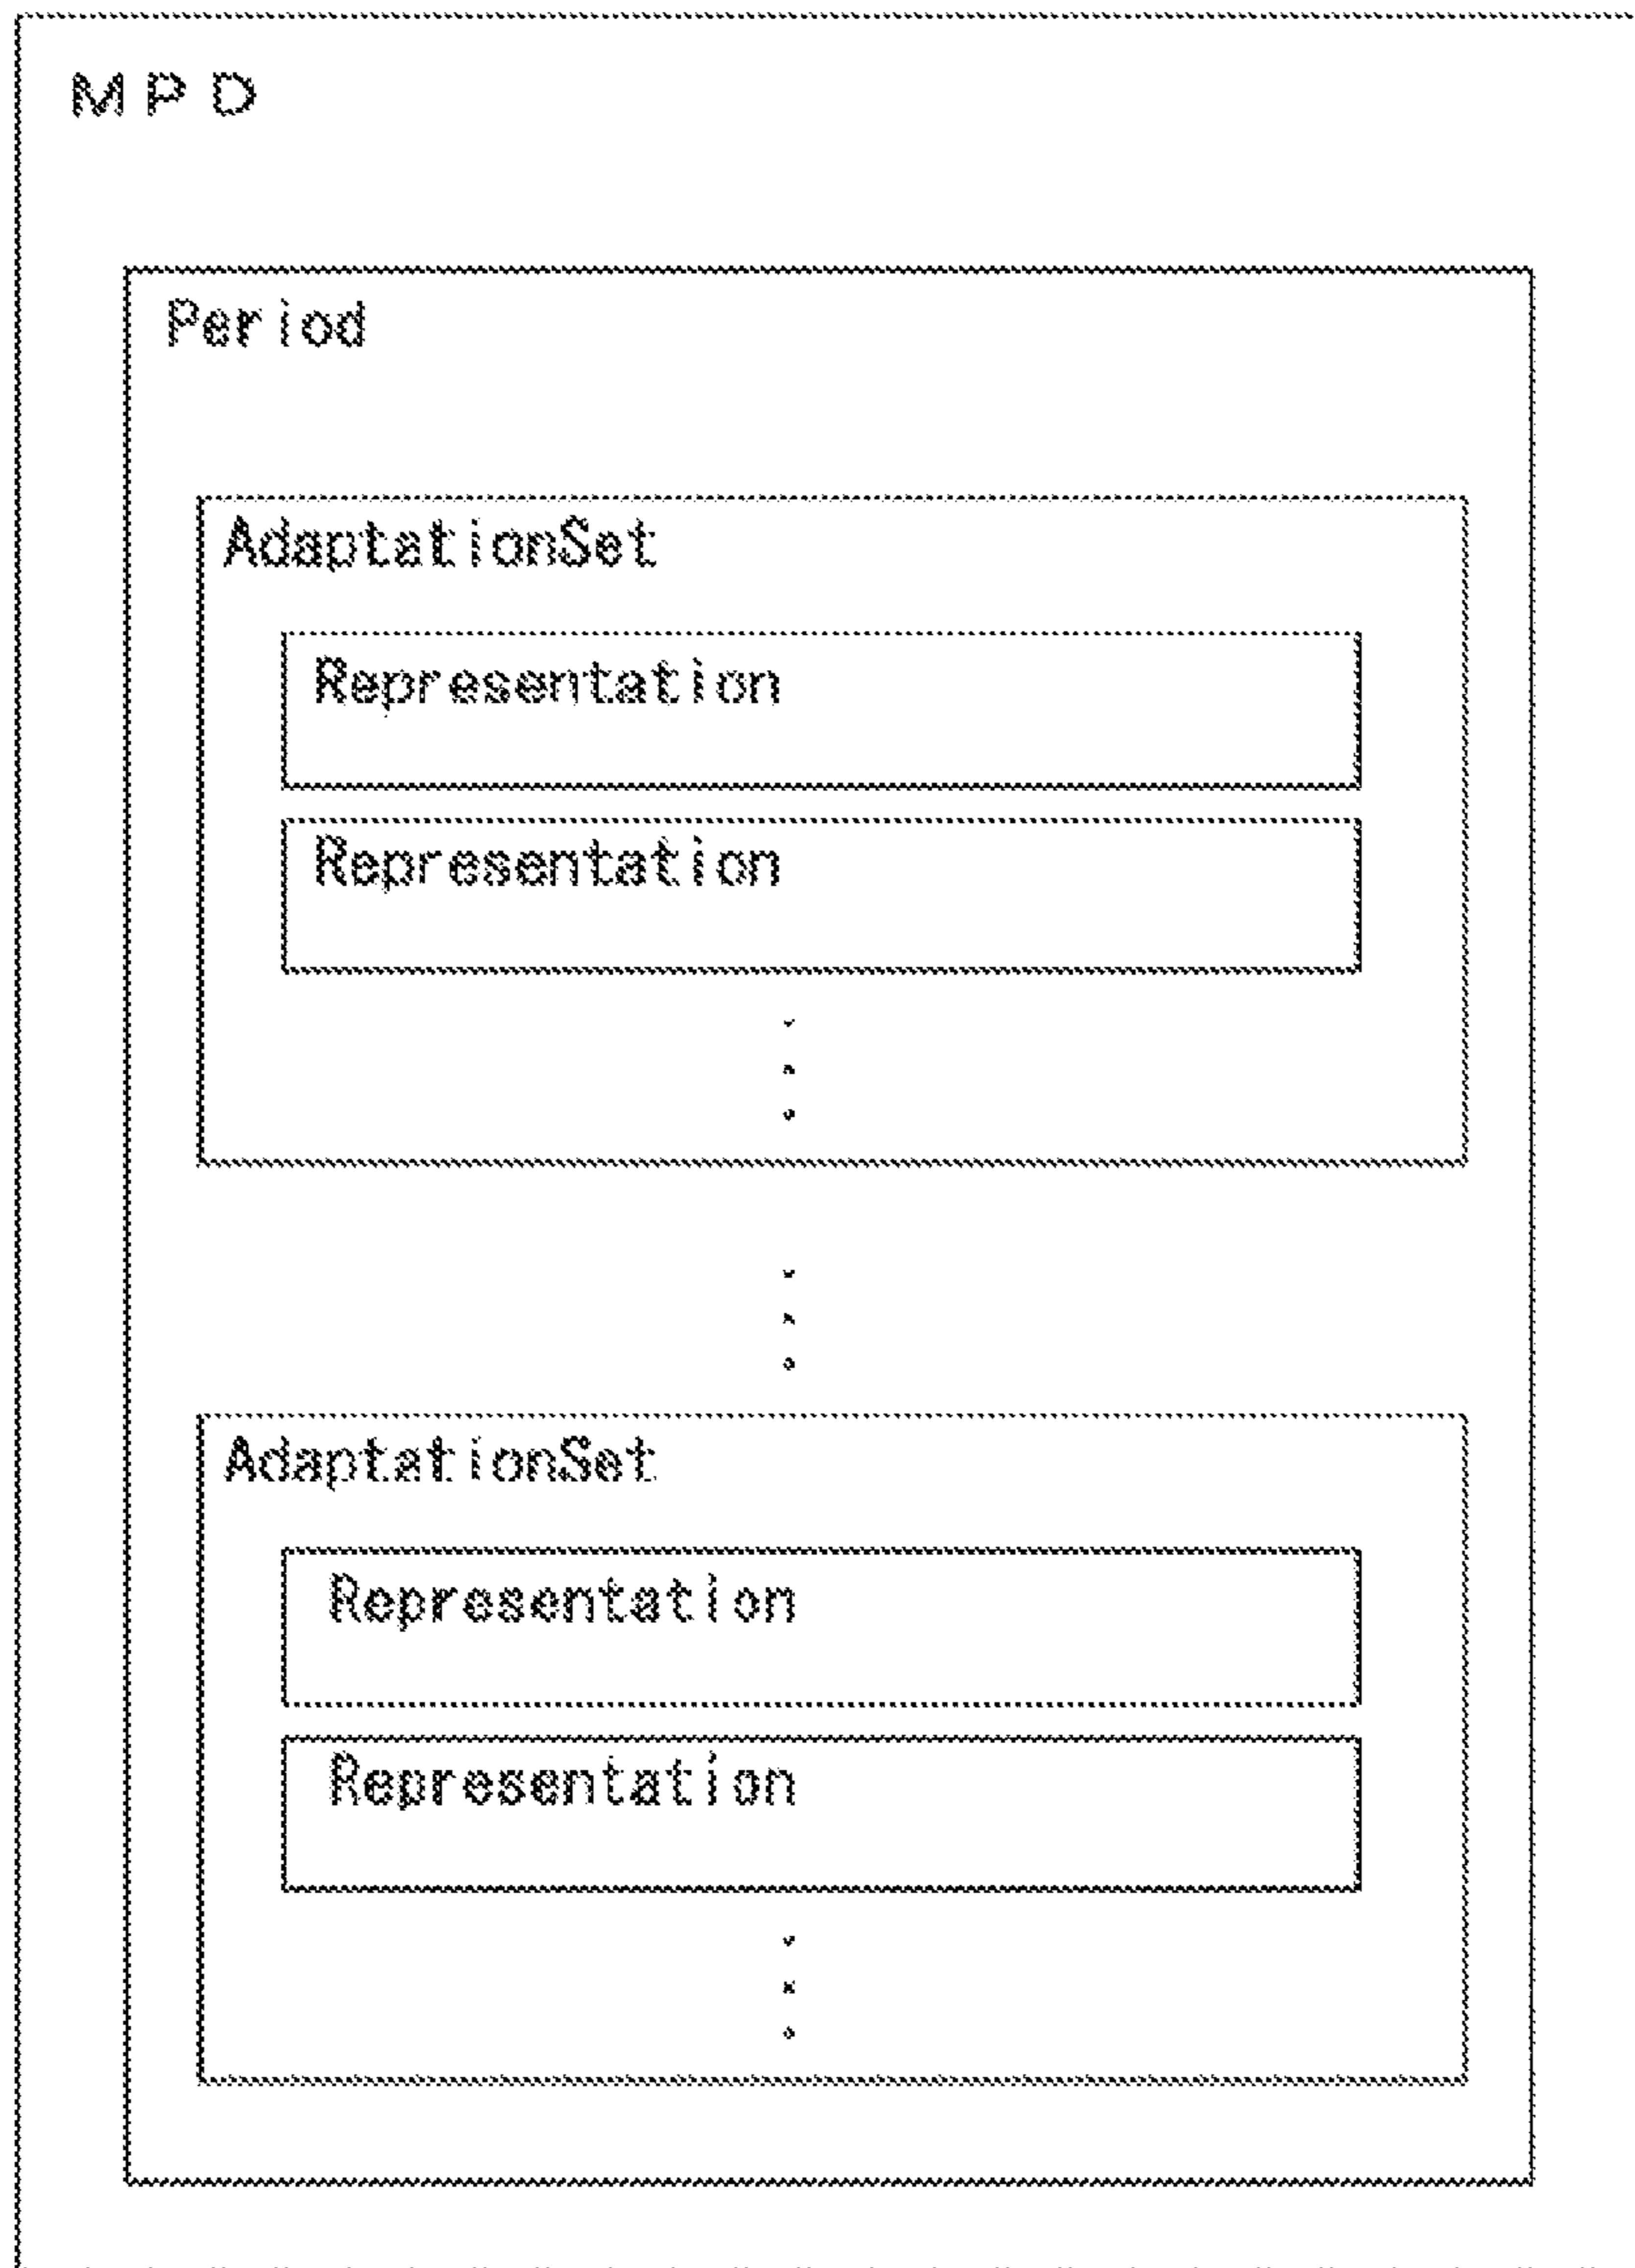 MPD
Period
AdaptationSet
Representation
Representation
AdaptationSet
Representation
Representation